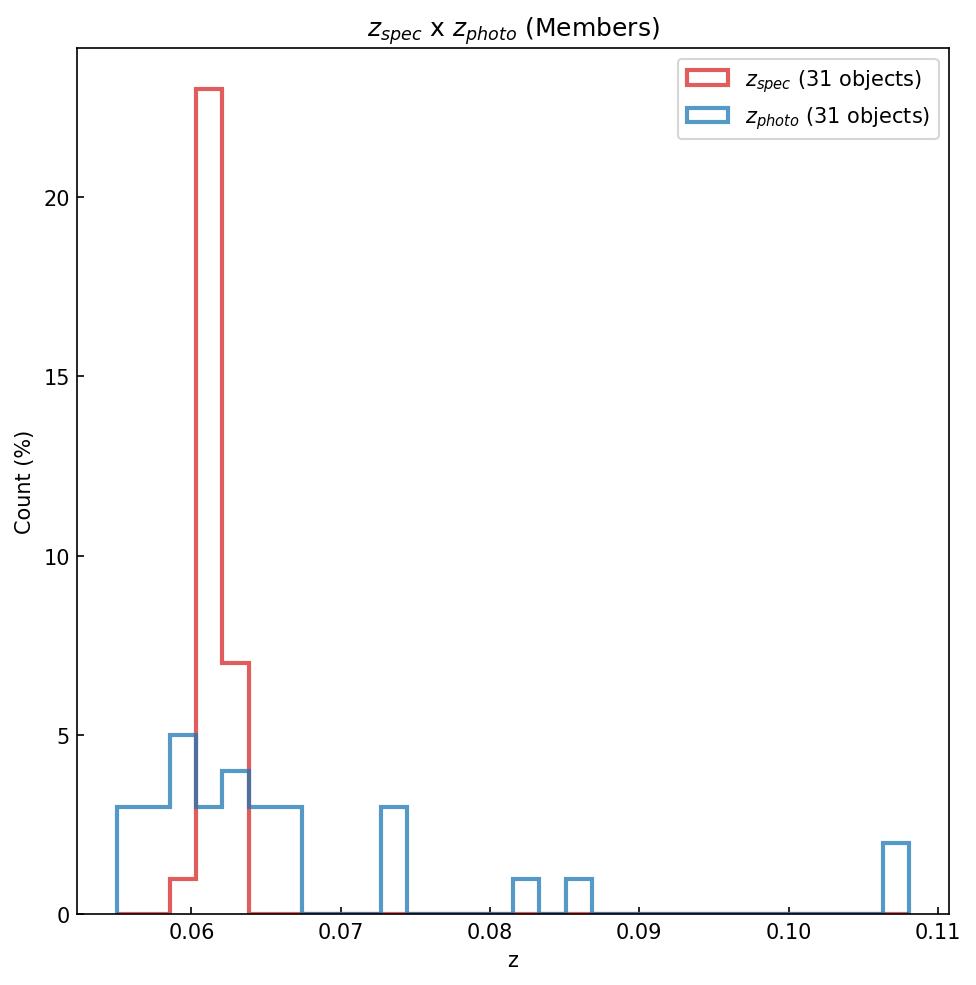 z_spec x z_photo (Members)
z_spec (31 objects)
z_photo (31 objects)
Count (%)
20
15
10
5
0
0.06 0.07 0.08 0.09 0.10 0.11
z